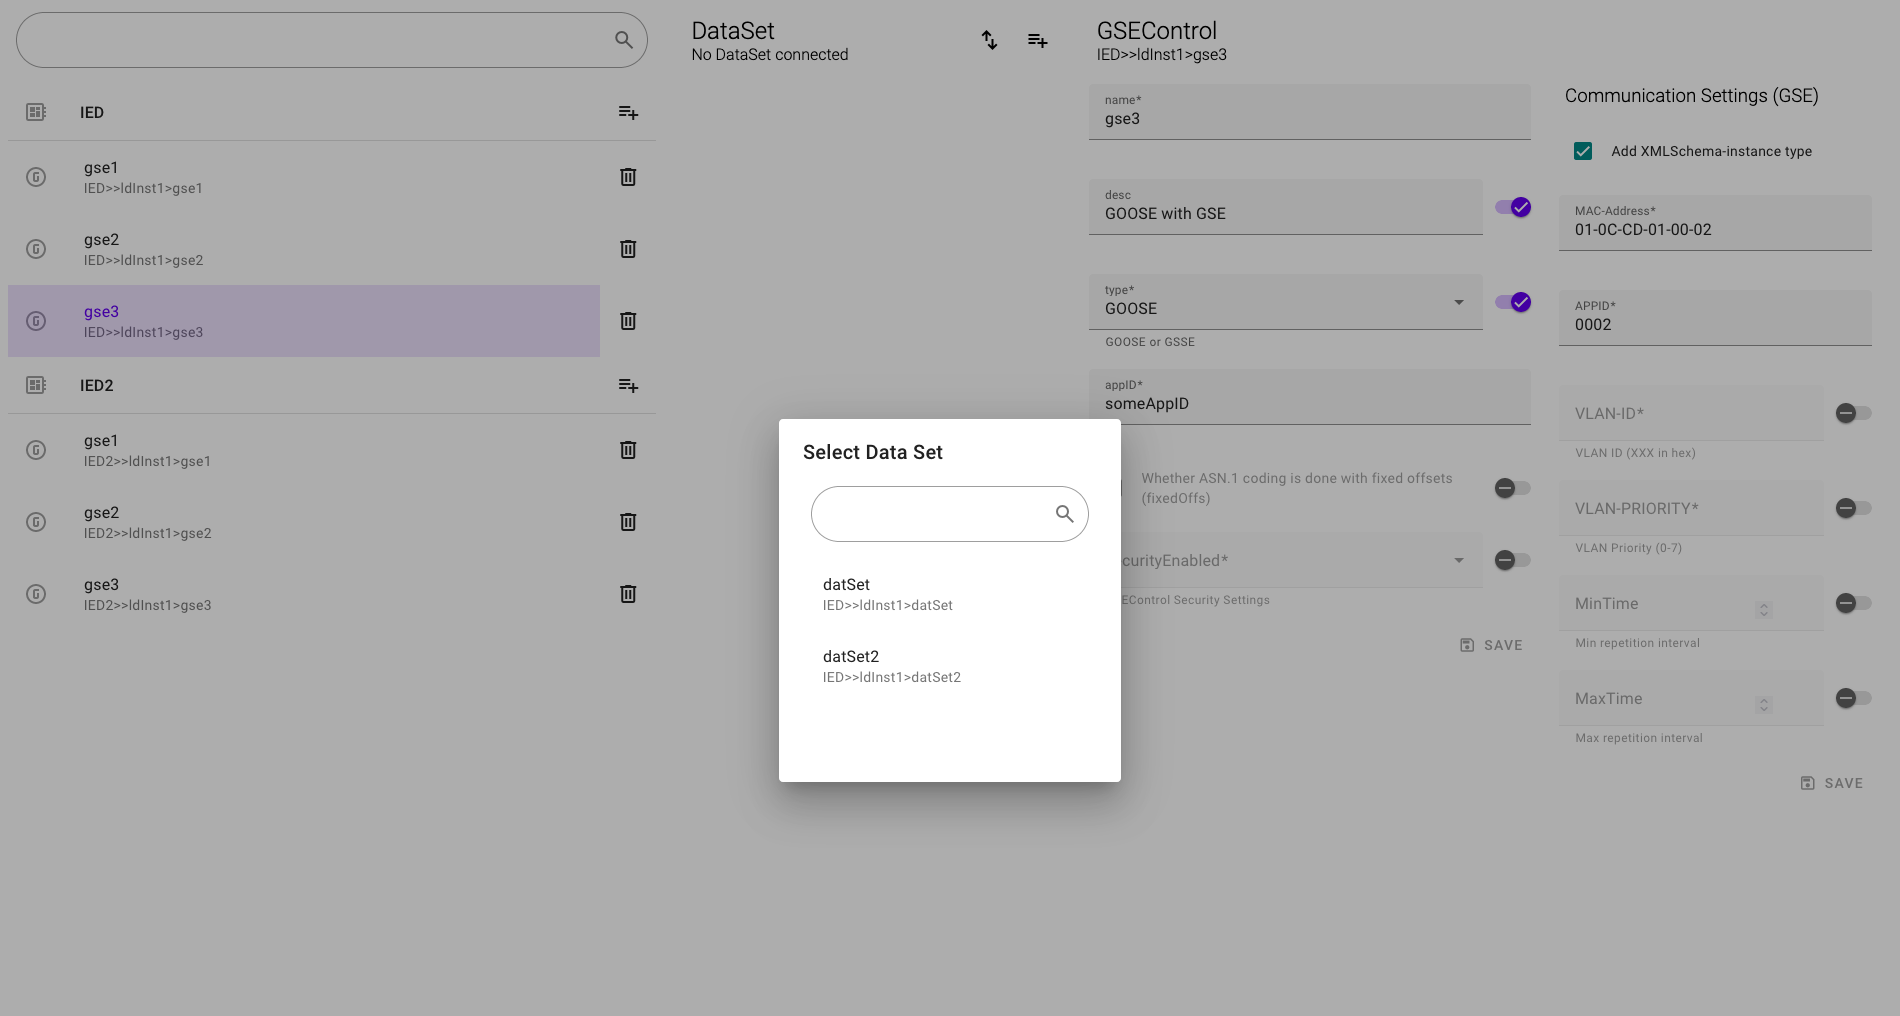 IED
gse1
IED>>ldInst1>gse1
gse2
IED>>ldInst1>gse2
gse3
IED>>ldInst1>gse3
IED2
gse1
IED2>>ldInst1>gse1
gse2
IED2>>ldInst1>gse2
gse3
IED2>>ldInst1>gse3
DataSet
No DataSet connected
GSEControl
IED>>ldInst1>gse3
name*
gse3
desc
GOOSE with GSE
type*
GOOSE
GOOSE or GSSE
appID*
someAppID
Whether ASN.1 coding is done with fixed offsets
(fixedOffs)
curityEnabled*
EControl Security Settings
SAVE
Communication Settings (GSE)
Add XMLSchema-instance type
MAC-Address*
01-0C-CD-01-00-02
APPID*
0002
VLAN-ID*
VLAN ID (XXX in hex)
VLAN-PRIORITY*
VLAN Priority (0-7)
MinTime
Min repetition interval
MaxTime
Max repetition interval
SAVE
Select Data Set
datSet
IED>>ldInst1>datSet
datSet2
IED>>ldInst1>datSet2